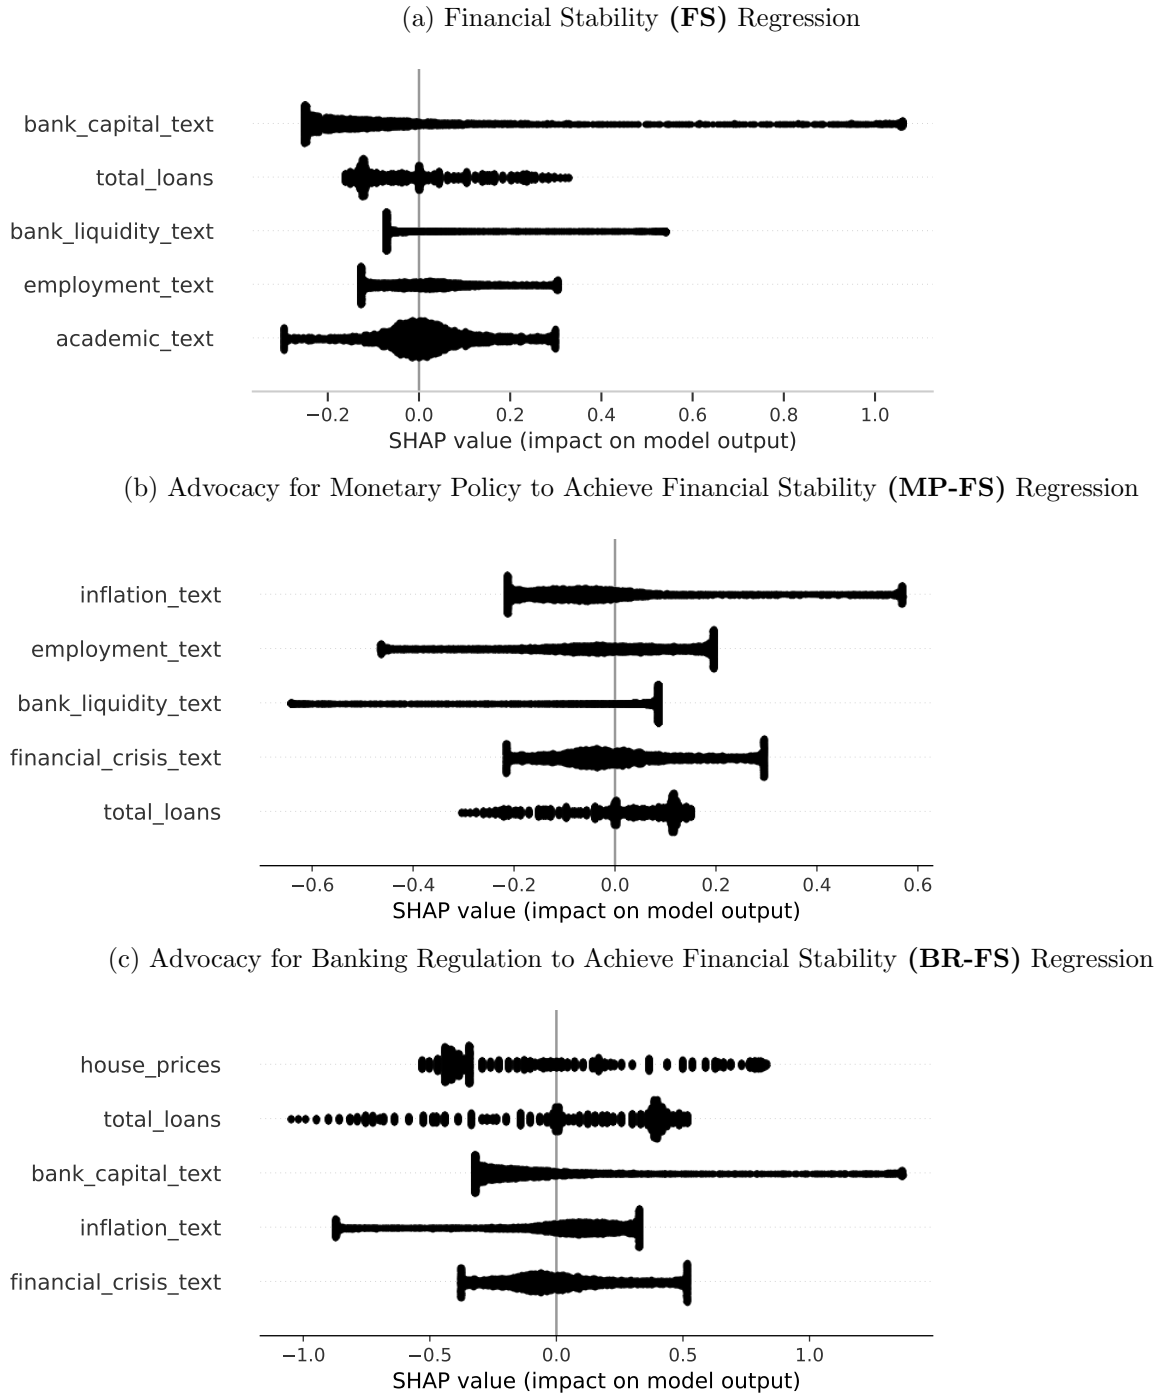 (a) Financial Stability (FS) Regression
bank_capital_text
total_loans
bank_liquidity_text
employment_text
academic_text
−0.2 0.0 0.2 0.4 0.6 0.8 1.0
SHAP value (impact on model output)
(b) Advocacy for Monetary Policy to Achieve Financial Stability (MP-FS) Regression
inflation_text
employment_text
bank_liquidity_text
financial_crisis_text
total_loans
−0.6 −0.4 −0.2 0.0 0.2 0.4 0.6
SHAP value (impact on model output)
(c) Advocacy for Banking Regulation to Achieve Financial Stability (BR-FS) Regression
house_prices
total_loans
bank_capital_text
inflation_text
financial_crisis_text
−1.0 −0.5 0.0 0.5 1.0
SHAP value (impact on model output)